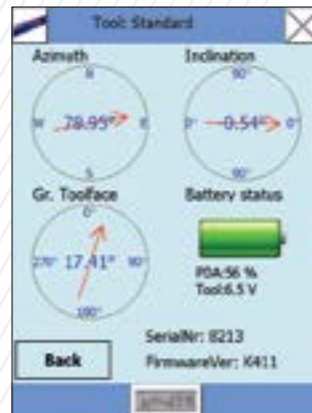 Tool: Standard
Azimuth
Inclination
N
90°
W 78.95° E
0° -0.54° 0°
S
90°
Gr. Toolface
Battery status
0°
270° 17.41° 90°
180°
PDA:56 %
Tool:6.5 V
SerialNr: 8213
Back
FirmwareVer: K411